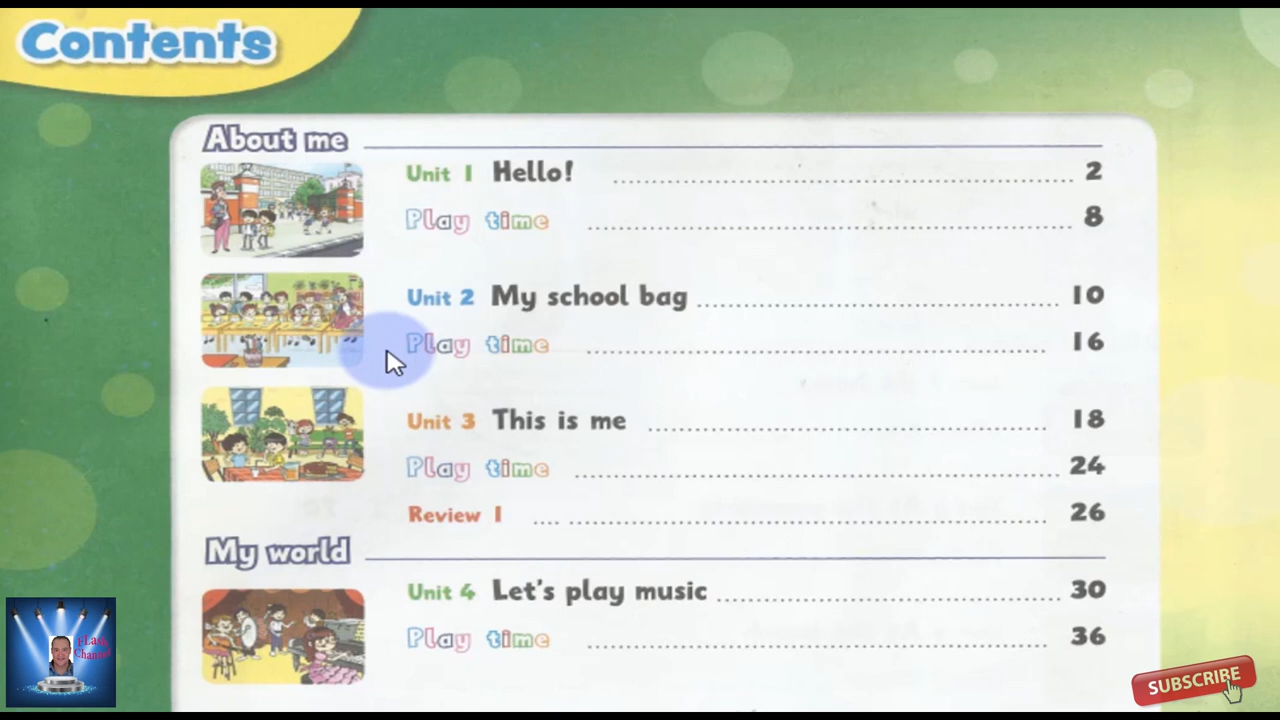 Contents
About me
Unit 1 Hello! 2
Play time 8
Unit 2 My school bag 10
Play time 16
Unit 3 This is me 18
Play time 24
Review 1 26
My world
Unit 4 Let's play music 30
Play time 36
FLash Channel
SUBSCRIBE